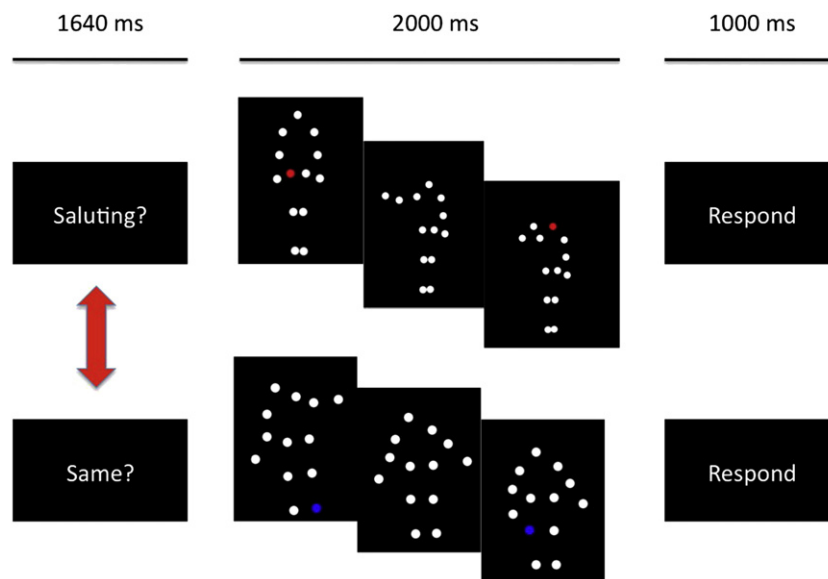 1640 ms
2000 ms
1000 ms
Saluting?
Respond
Same?
Respond